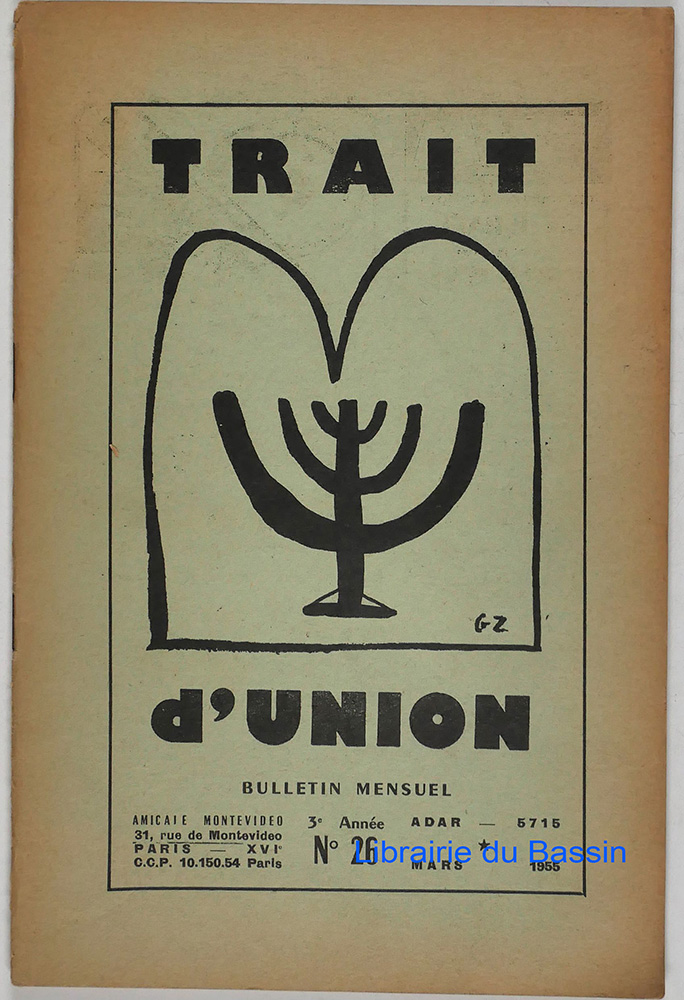 TRAIT
GZ
d'UNION
BULLETIN MENSUEL
AMICALE MONTEVIDEO
31, rue de Montevideo
PARIS — XVIe
C.C.P. 10.150.54 Paris
3e Année
No 26
ADAR — 5715
★
MARS 1955
Librairie du Bassin